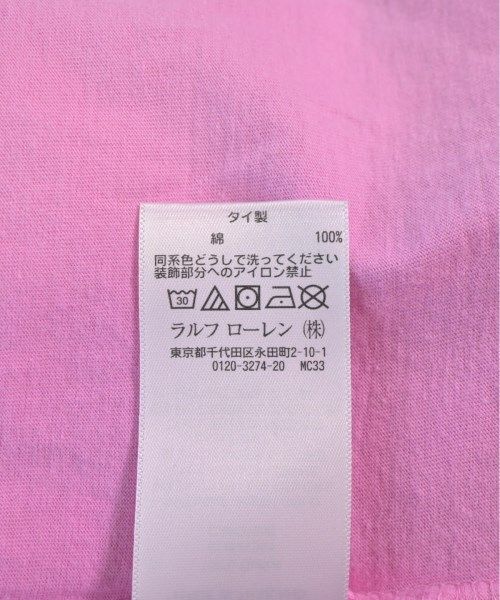 タイ製
綿 100%
同系色どうしで洗ってください
装飾部分へのアイロン禁止
30
ラルフ ローレン (株)
東京都千代田区永田町2-10-1
0120-3274-20 MC33